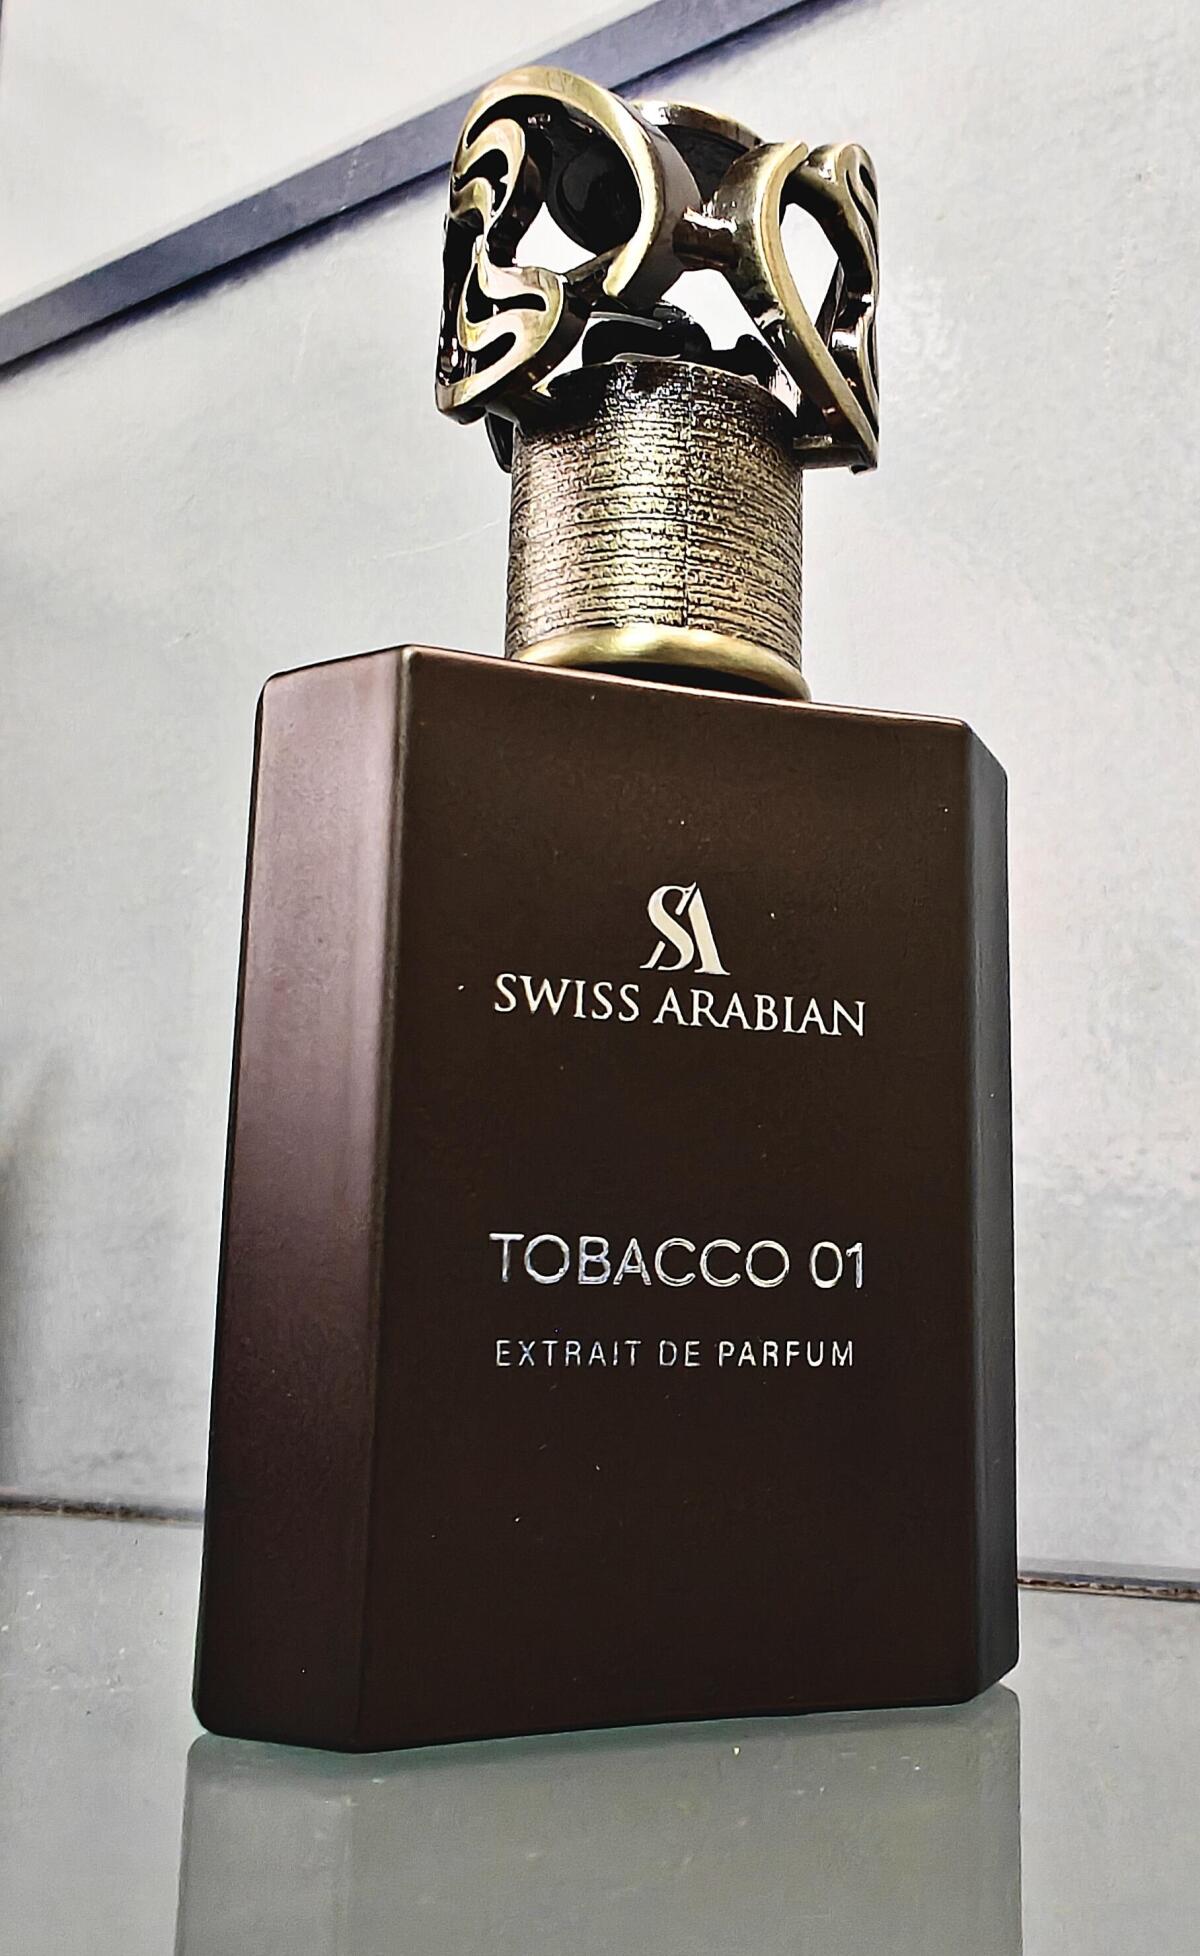 SA
SWISS ARABIAN
TOBACCO 01
EXTRAIT DE PARFUM